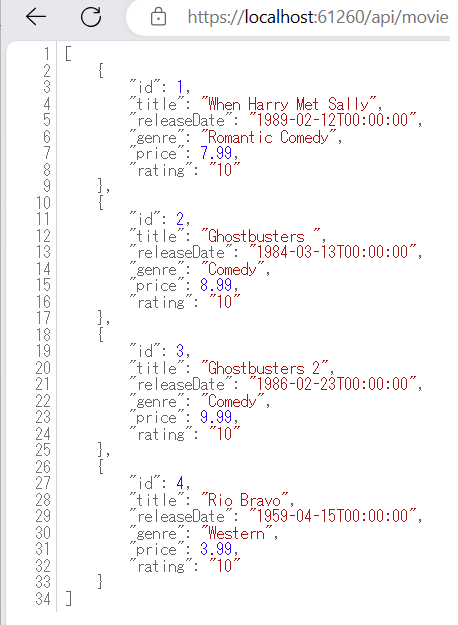 https://localhost:61260/api/movie
1 [
2     {
3         "id": 1,
4         "title": "When Harry Met Sally",
5         "releaseDate": "1989-02-12T00:00:00",
6         "genre": "Romantic Comedy",
7         "price": 7.99,
8         "rating": "10"
9     },
10     {
11         "id": 2,
12         "title": "Ghostbusters ",
13         "releaseDate": "1984-03-13T00:00:00",
14         "genre": "Comedy",
15         "price": 8.99,
16         "rating": "10"
17     },
18     {
19         "id": 3,
20         "title": "Ghostbusters 2",
21         "releaseDate": "1986-02-23T00:00:00",
22         "genre": "Comedy",
23         "price": 9.99,
24         "rating": "10"
25     },
26     {
27         "id": 4,
28         "title": "Rio Bravo",
29         "releaseDate": "1959-04-15T00:00:00",
30         "genre": "Western",
31         "price": 3.99,
32         "rating": "10"
33     }
34 ]